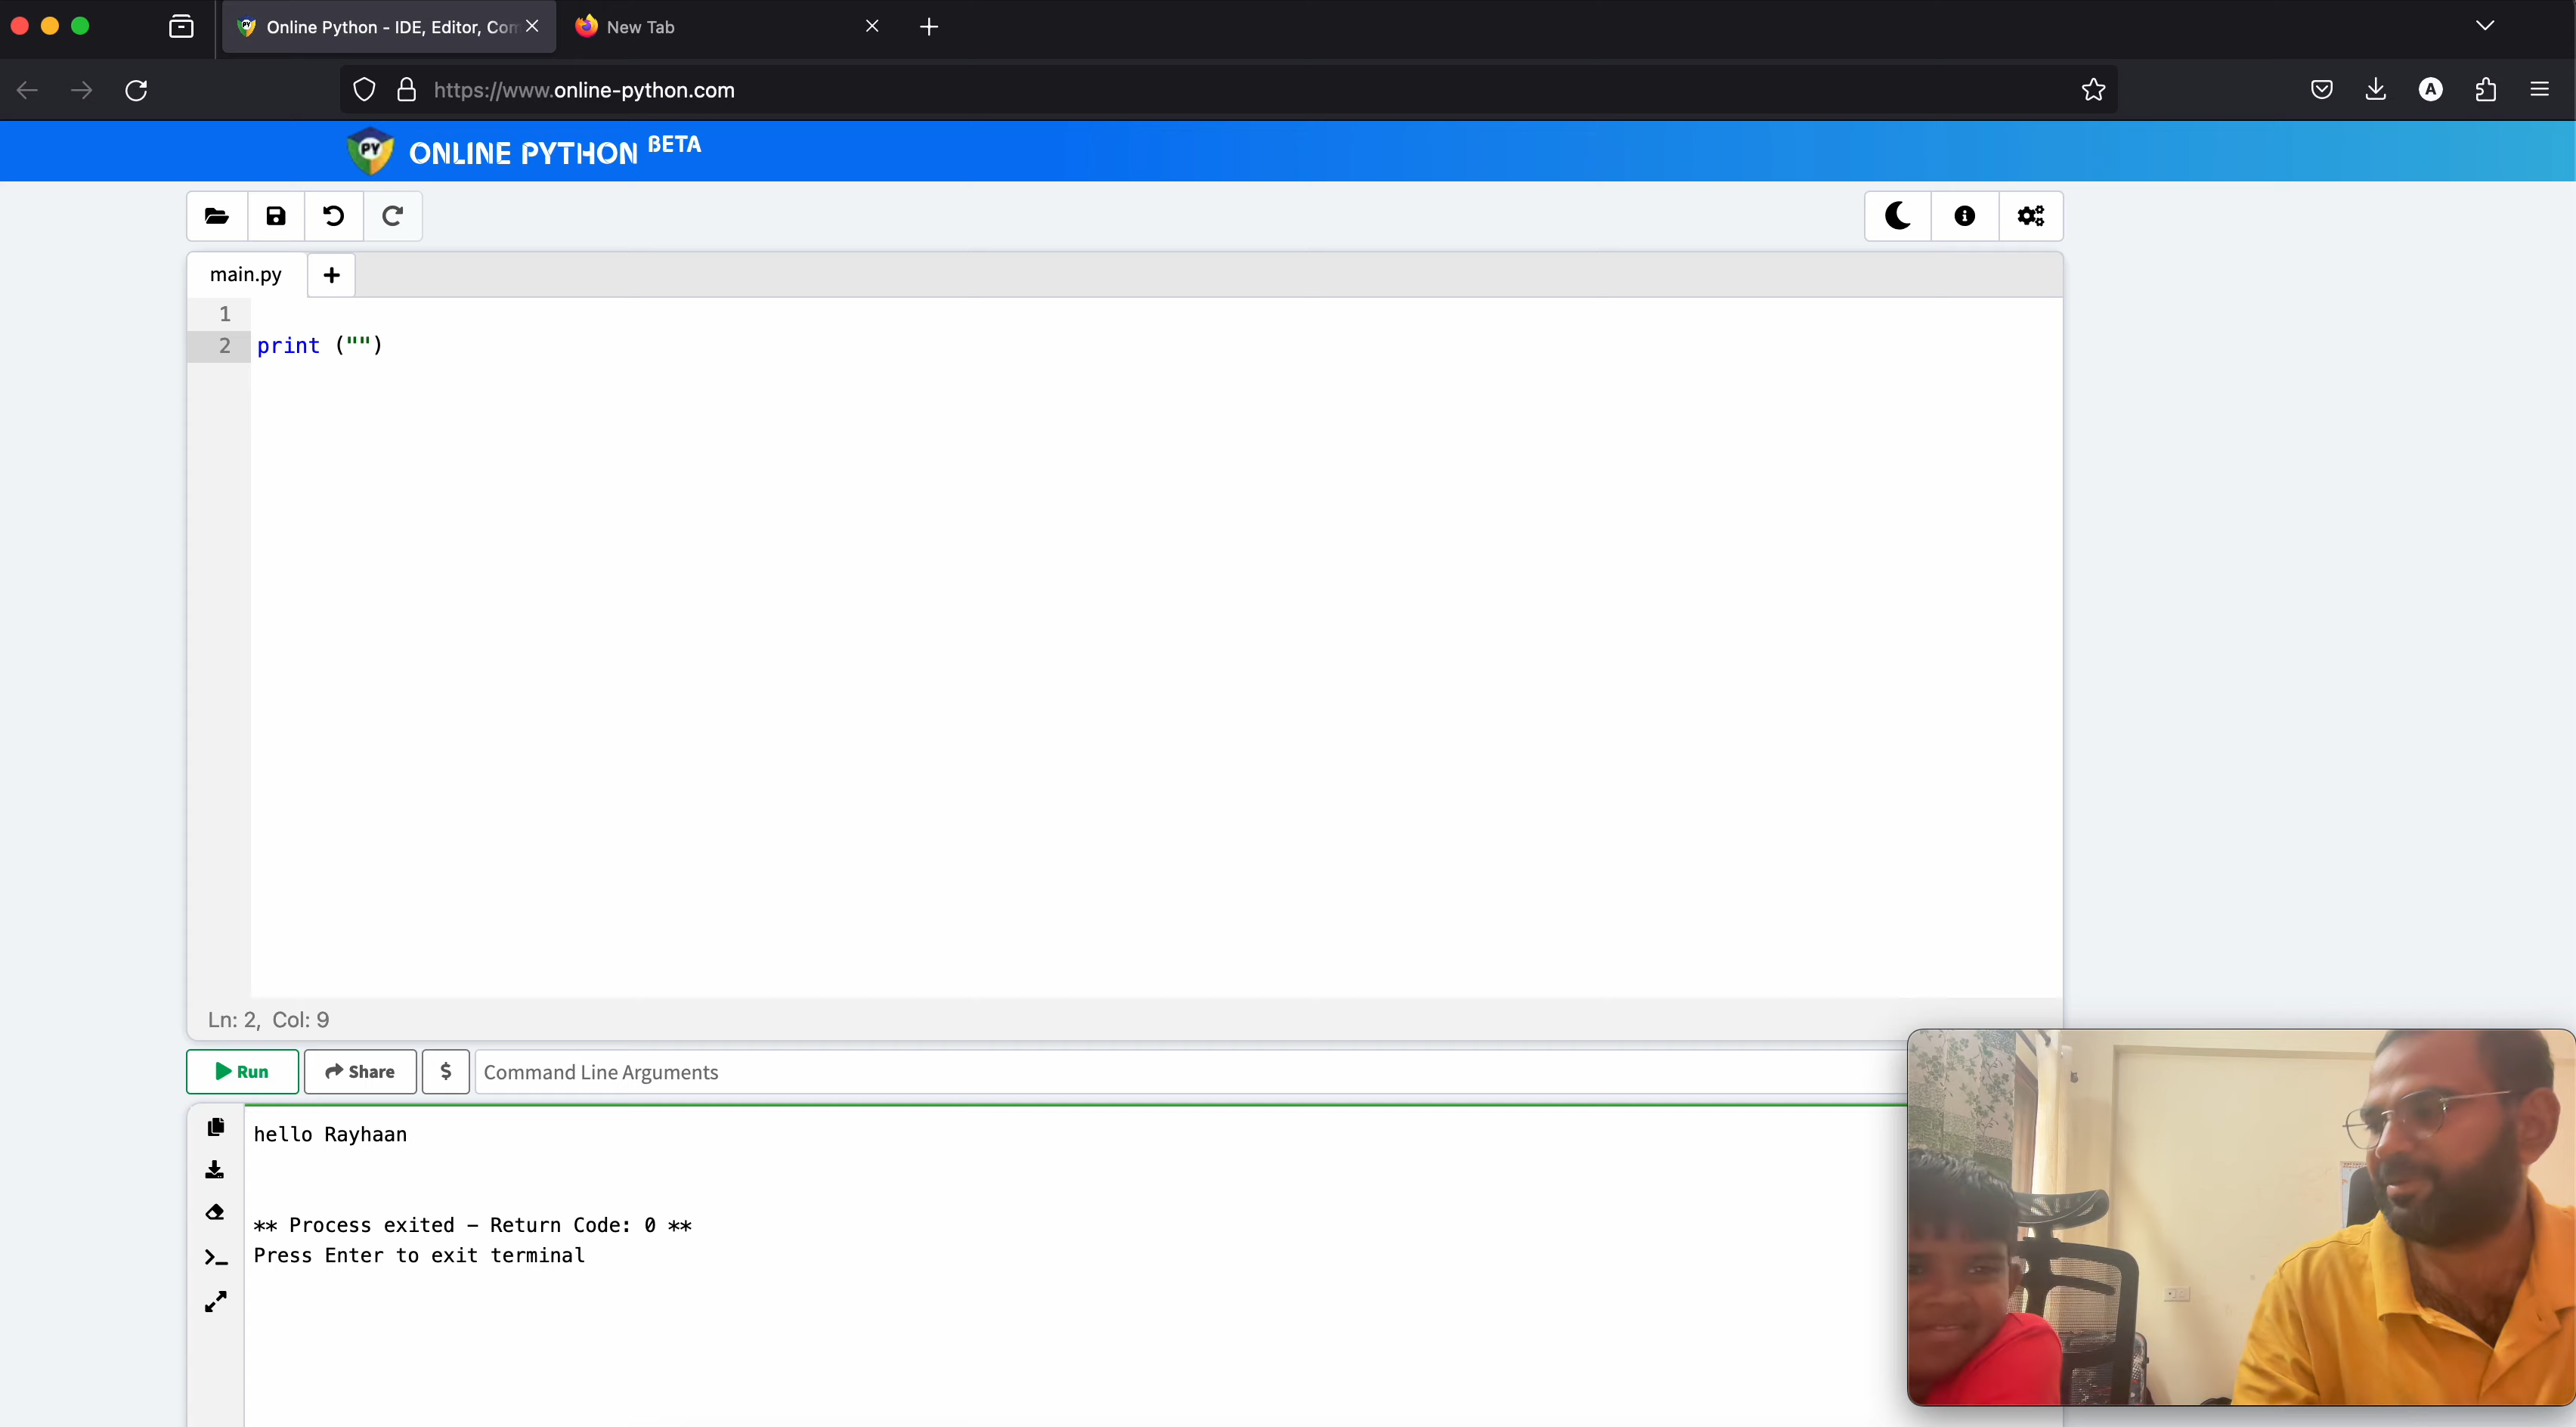 Online Python - IDE, Editor, Com
New Tab
https://www.online-python.com
A
PY ONLINE PYTHON BETA
main.py
1
2 print ("")
Ln: 2, Col: 9
Run
Share
$
Command Line Arguments
hello Rayhaan
** Process exited - Return Code: 0 **
Press Enter to exit terminal